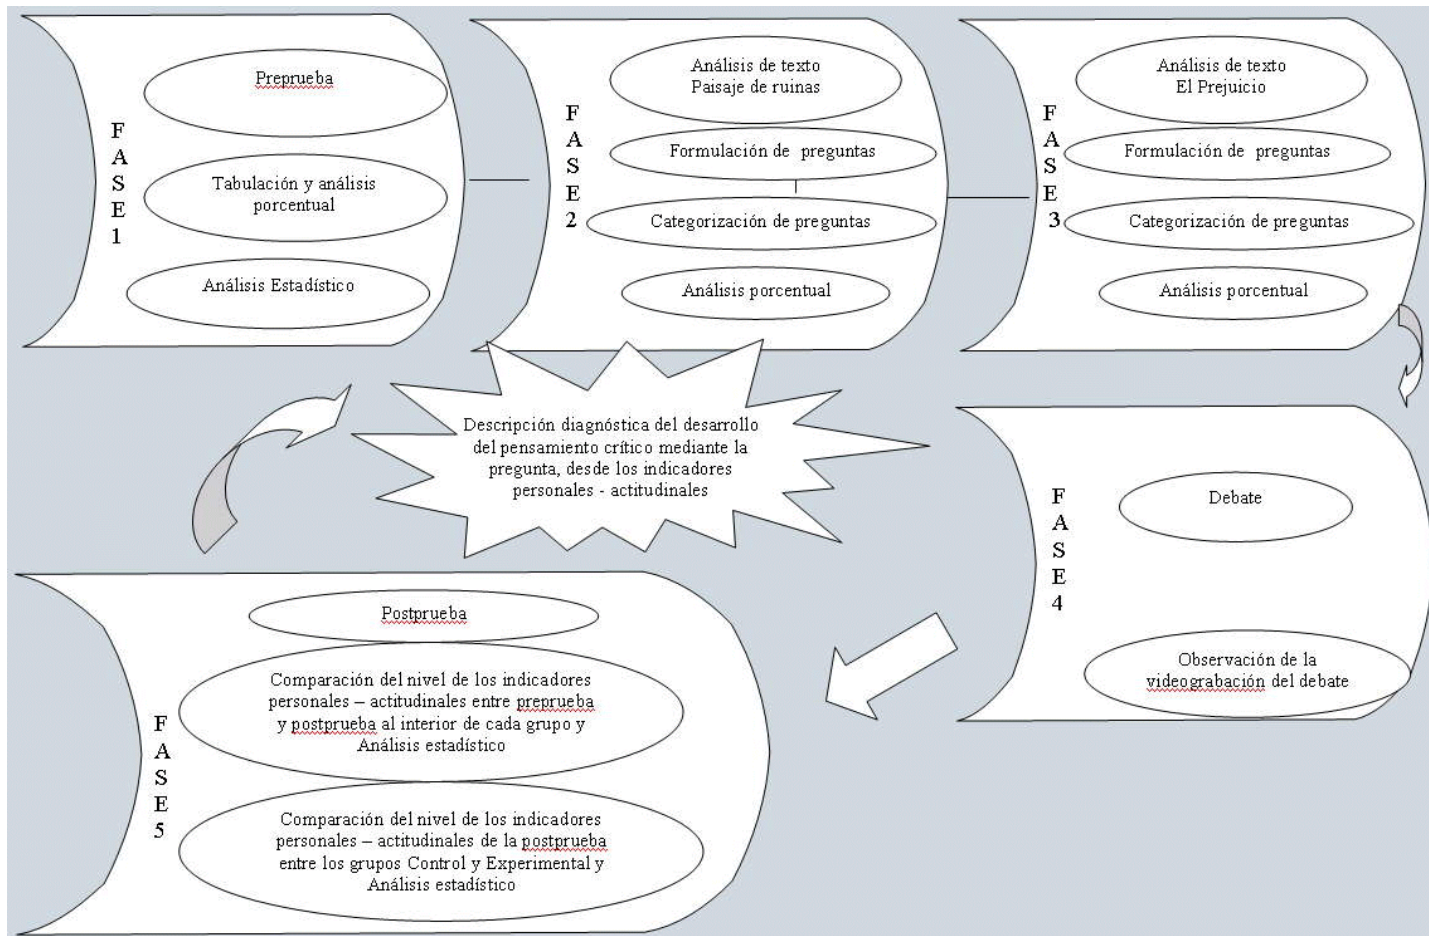 FASE 1
Preprueba
Tabulación y análisis
porcentual
Análisis Estadístico
FASE 2
Análisis de texto
Paisaje de ruinas
Formulación de preguntas
Categorización de preguntas
Análisis porcentual
FASE 3
Análisis de texto
El Prejuicio
Formulación de preguntas
Categorización de preguntas
Análisis porcentual
Descripción diagnóstica del desarrollo
del pensamiento crítico mediante la
pregunta, desde los indicadores
personales - actitudinales
FASE 4
Debate
Observación de la
videograbación del debate
FASE 5
Postprueba
Comparación del nivel de los indicadores
personales – actitudinales entre preprueba
y postprueba al interior de cada grupo y
Análisis estadístico
Comparación del nivel de los indicadores
personales – actitudinales de la postprueba
entre los grupos Control y Experimental y
Análisis estadístico